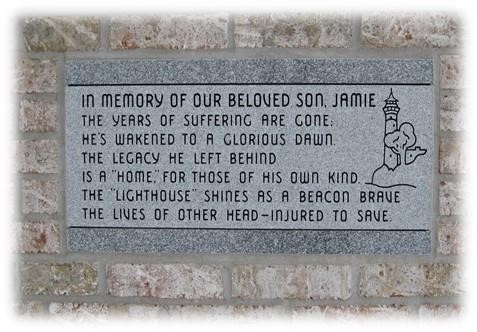 IN MEMORY OF OUR BELOVED SON, JAMIE
THE YEARS OF SUFFERING ARE GONE;
HE'S WAKENED TO A GLORIOUS DAWN.
THE LEGACY HE LEFT BEHIND
IS A "HOME," FOR THOSE OF HIS OWN KIND.
THE "LIGHTHOUSE" SHINES AS A BEACON BRAVE
THE LIVES OF OTHER HEAD-INJURED TO SAVE.